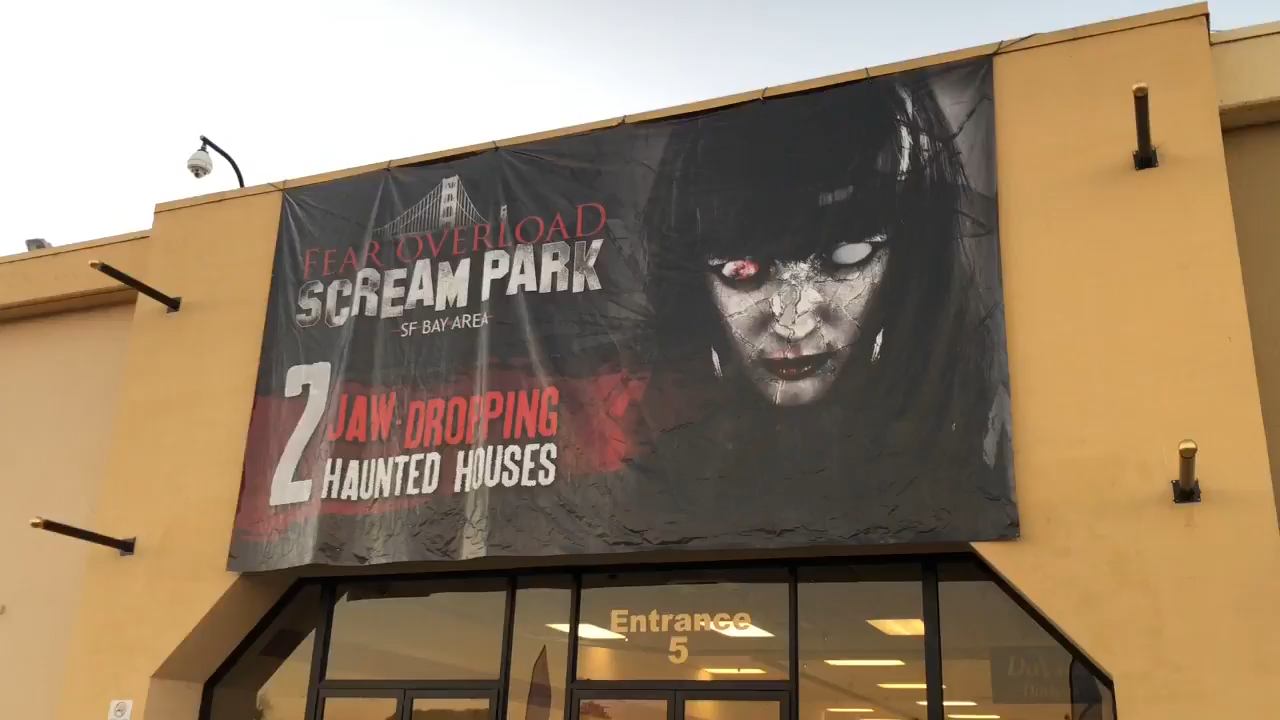 FEAR OVERLOAD
SCREAM PARK
SF BAY AREA
2 JAW-DROPPING
HAUNTED HOUSES
Entrance
5